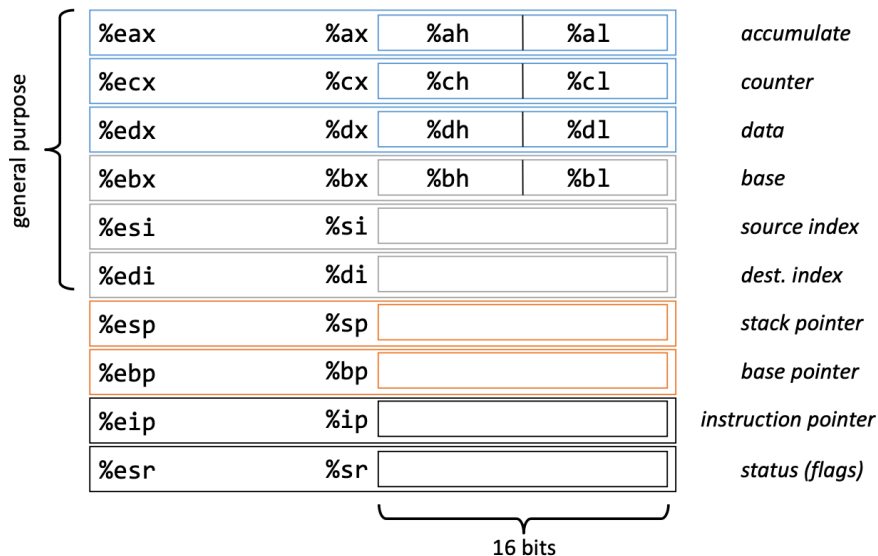 general purpose
%eax %ax %ah %al accumulate
%ecx %cx %ch %cl counter
%edx %dx %dh %dl data
%ebx %bx %bh %bl base
%esi %si source index
%edi %di dest. index
%esp %sp stack pointer
%ebp %bp base pointer
%eip %ip instruction pointer
%esr %sr status (flags)
16 bits